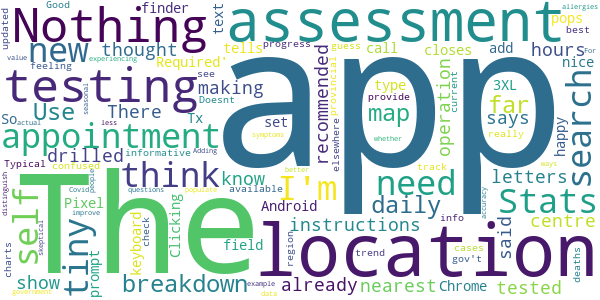 Nothing
assessment
app
The
location
testing
appointment
think
I'm
need
search
Stats
self
tiny
new
Use
breakdown
far
map
daily
letters
centre
instructions
already
nearest
tested
drilled
know
hours
making
thought
There
recommended
operation
finder
text
pops
add
nice
call
closes
tells
Required`
updated
Good
allergies
best
For
progress
guess
value
experiencing
feeling
seasonal
see
type
provide
provincial
current
3XL
says
really
happy
SO
actual
less
Tx
set
elsewhere
whether
Typical
informative
Adding
confused
Doesnt
symptoms
Pixel
keyboard
Clicking
available
Android
better
track
ways
distinguish
skeptical
Covid
people
questions
populate
improve
check
field
region
info
said
accuracy
charts
show
prompt
example
trend
cases
gov't
Chrome
deaths
government
data